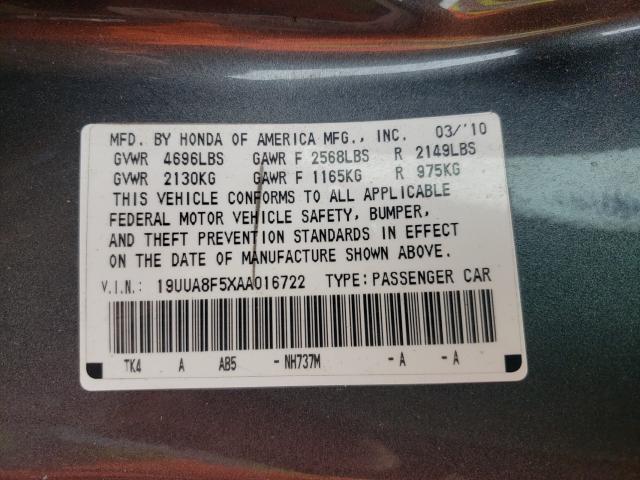 MFD. BY HONDA OF AMERICA MFG., INC. 03/'10
GVWR 4696LBS GAWR F 2568LBS R 2149LBS
GVWR 2130KG GAWR F 1165KG R 975KG
THIS VEHICLE CONFORMS TO ALL APPLICABLE
FEDERAL MOTOR VEHICLE SAFETY, BUMPER,
AND THEFT PREVENTION STANDARDS IN EFFECT
ON THE DATE OF MANUFACTURE SHOWN ABOVE.
V.I.N.: 19UUA8F5XAA016722 TYPE:PASSENGER CAR
TK4 A AB5 -NH737M -A -A